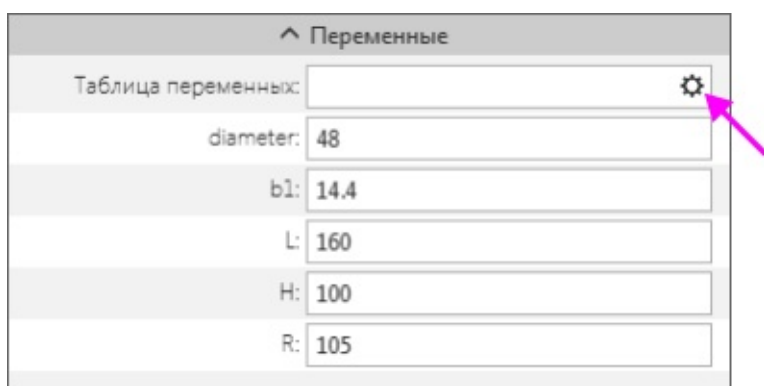 Переменные
Таблица переменных:
diameter: 48
b1: 14.4
L: 160
H: 100
R: 105